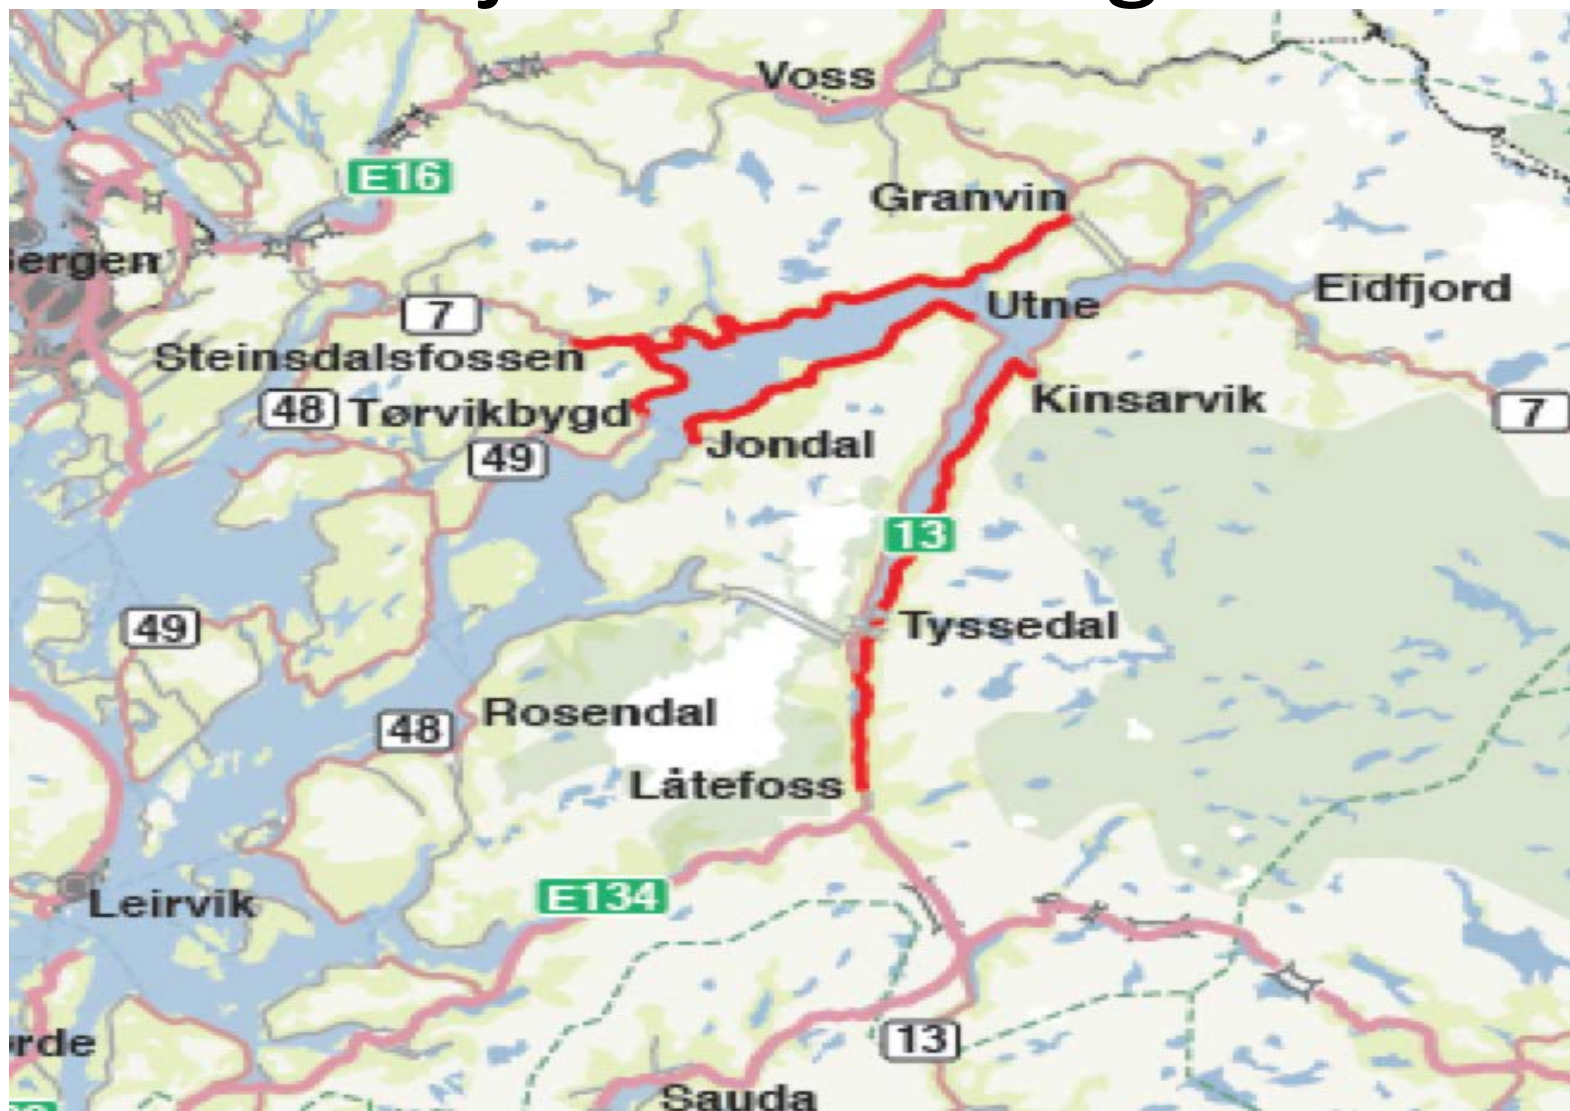 Voss
E16
Granvin
ergen
Eidfjord
7
Utne
Steinsdalsfossen
48
Tørvikbygd
Kinsarvik
7
49
Jondal
13
49
Tyssedal
48
Rosendal
Låtefoss
E134
Leirvik
rde
13
Sauda